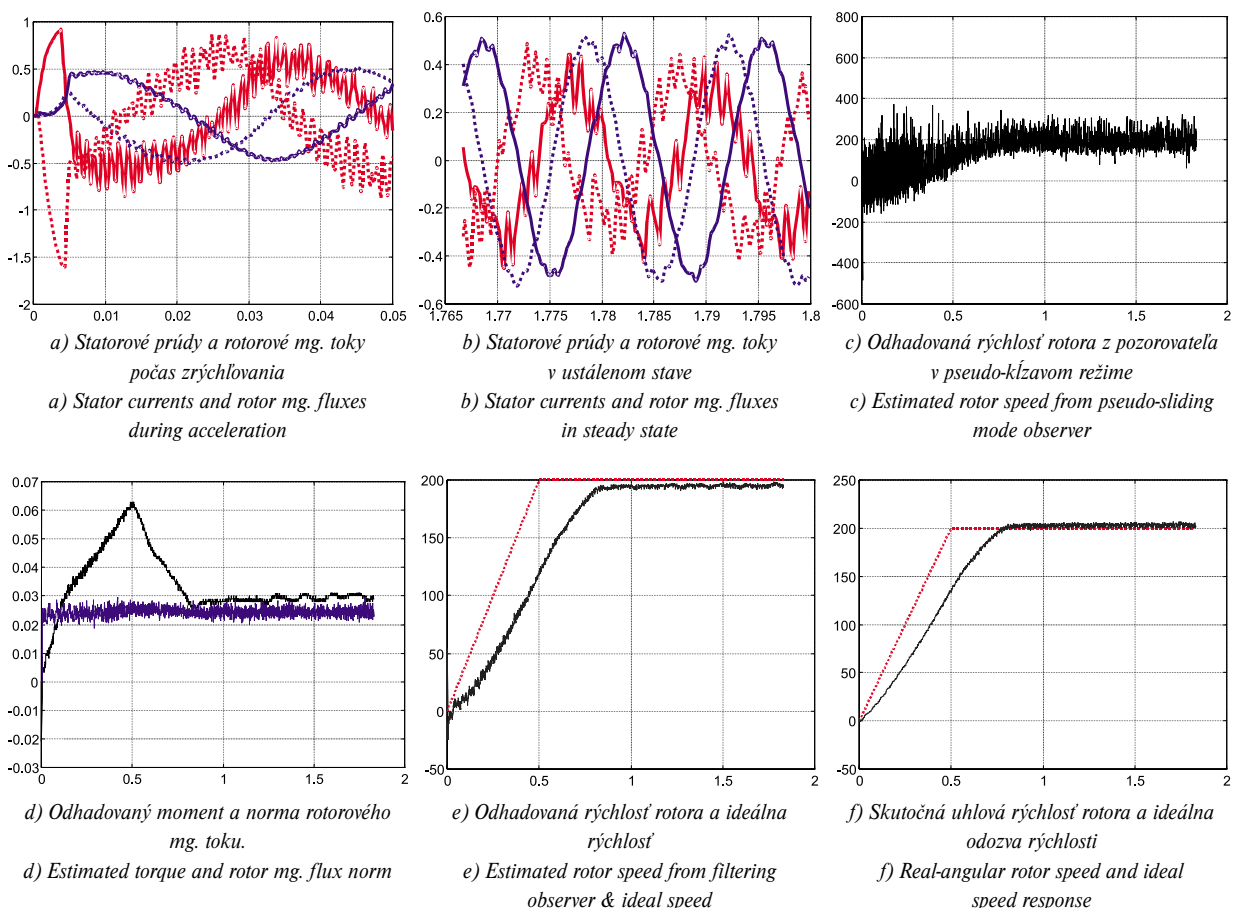 1
0.5
0
-0.5
-1
-1.5
-2
0 0.01 0.02 0.03 0.04 0.05
a) Statorové prúdy a rotorové mg. toky
počas zrýchľovania
a) Stator currents and rotor mg. fluxes
during acceleration
0.6
0.4
0.2
0
-0.2
-0.4
-0.6
1.765 1.77 1.775 1.78 1.785 1.79 1.795 1.8
b) Statorové prúdy a rotorové mg. toky
v ustálenom stave
b) Stator currents and rotor mg. fluxes
in steady state
800
600
400
200
0
-200
-400
-600
0 0.5 1 1.5 2
c) Odhadovaná rýchlosť rotora z pozorovateľa
v pseudo-kĺzavom režime
c) Estimated rotor speed from pseudo-sliding
mode observer
0.07
0.06
0.05
0.04
0.03
0.02
0.01
0
-0.01
-0.02
-0.03
0 0.5 1 1.5 2
d) Odhadovaný moment a norma rotorového
mg. toku.
d) Estimated torque and rotor mg. flux norm
200
150
100
50
0
-50
0 0.5 1 1.5 2
e) Odhadovaná rýchlosť rotora a ideálna
rýchlosť
e) Estimated rotor speed from filtering
observer & ideal speed
250
200
150
100
50
0
-50
0 0.5 1 1.5 2
f) Skutočná uhlová rýchlosť rotora a ideálna
odozva rýchlosti
f) Real-angular rotor speed and ideal
speed response